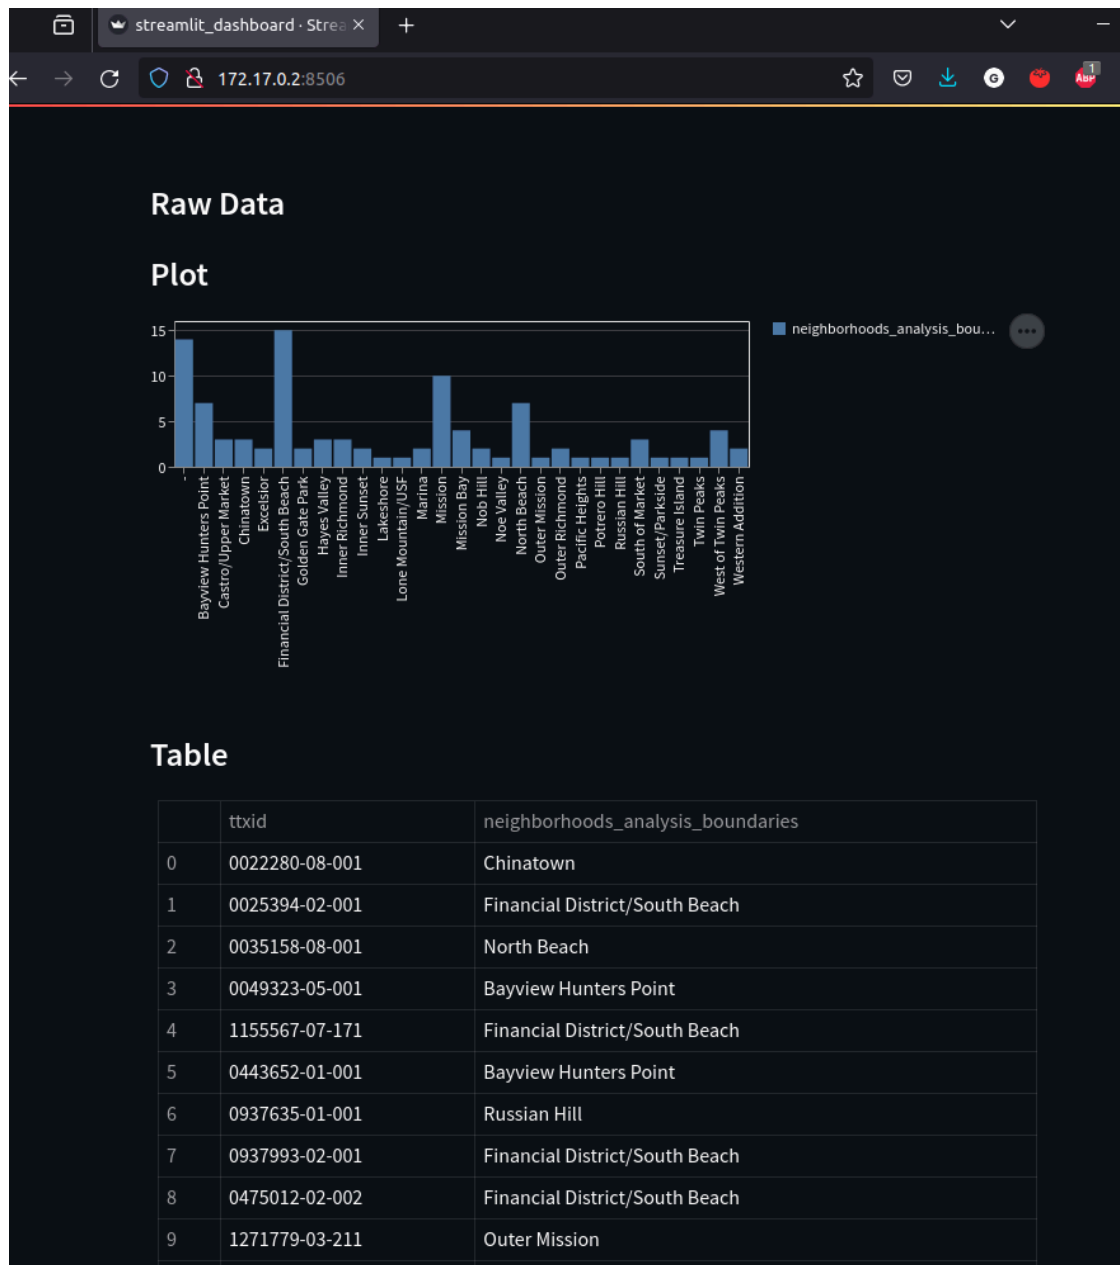 streamlit_dashboard · Strea
172.17.0.2:8506
G
ABP
1
Raw Data
Plot
15
10
5
0
neighborhoods_analysis_bou...
-
Bayview Hunters Point
Castro/Upper Market
Chinatown
Excelsior
Financial District/South Beach
Golden Gate Park
Hayes Valley
Inner Richmond
Inner Sunset
Lakeshore
Lone Mountain/USF
Marina
Mission
Mission Bay
Nob Hill
Noe Valley
North Beach
Outer Mission
Outer Richmond
Pacific Heights
Potrero Hill
Russian Hill
South of Market
Sunset/Parkside
Treasure Island
Twin Peaks
West of Twin Peaks
Western Addition
Table
ttxid neighborhoods_analysis_boundaries
0 0022280-08-001 Chinatown
1 0025394-02-001 Financial District/South Beach
2 0035158-08-001 North Beach
3 0049323-05-001 Bayview Hunters Point
4 1155567-07-171 Financial District/South Beach
5 0443652-01-001 Bayview Hunters Point
6 0937635-01-001 Russian Hill
7 0937993-02-001 Financial District/South Beach
8 0475012-02-002 Financial District/South Beach
9 1271779-03-211 Outer Mission